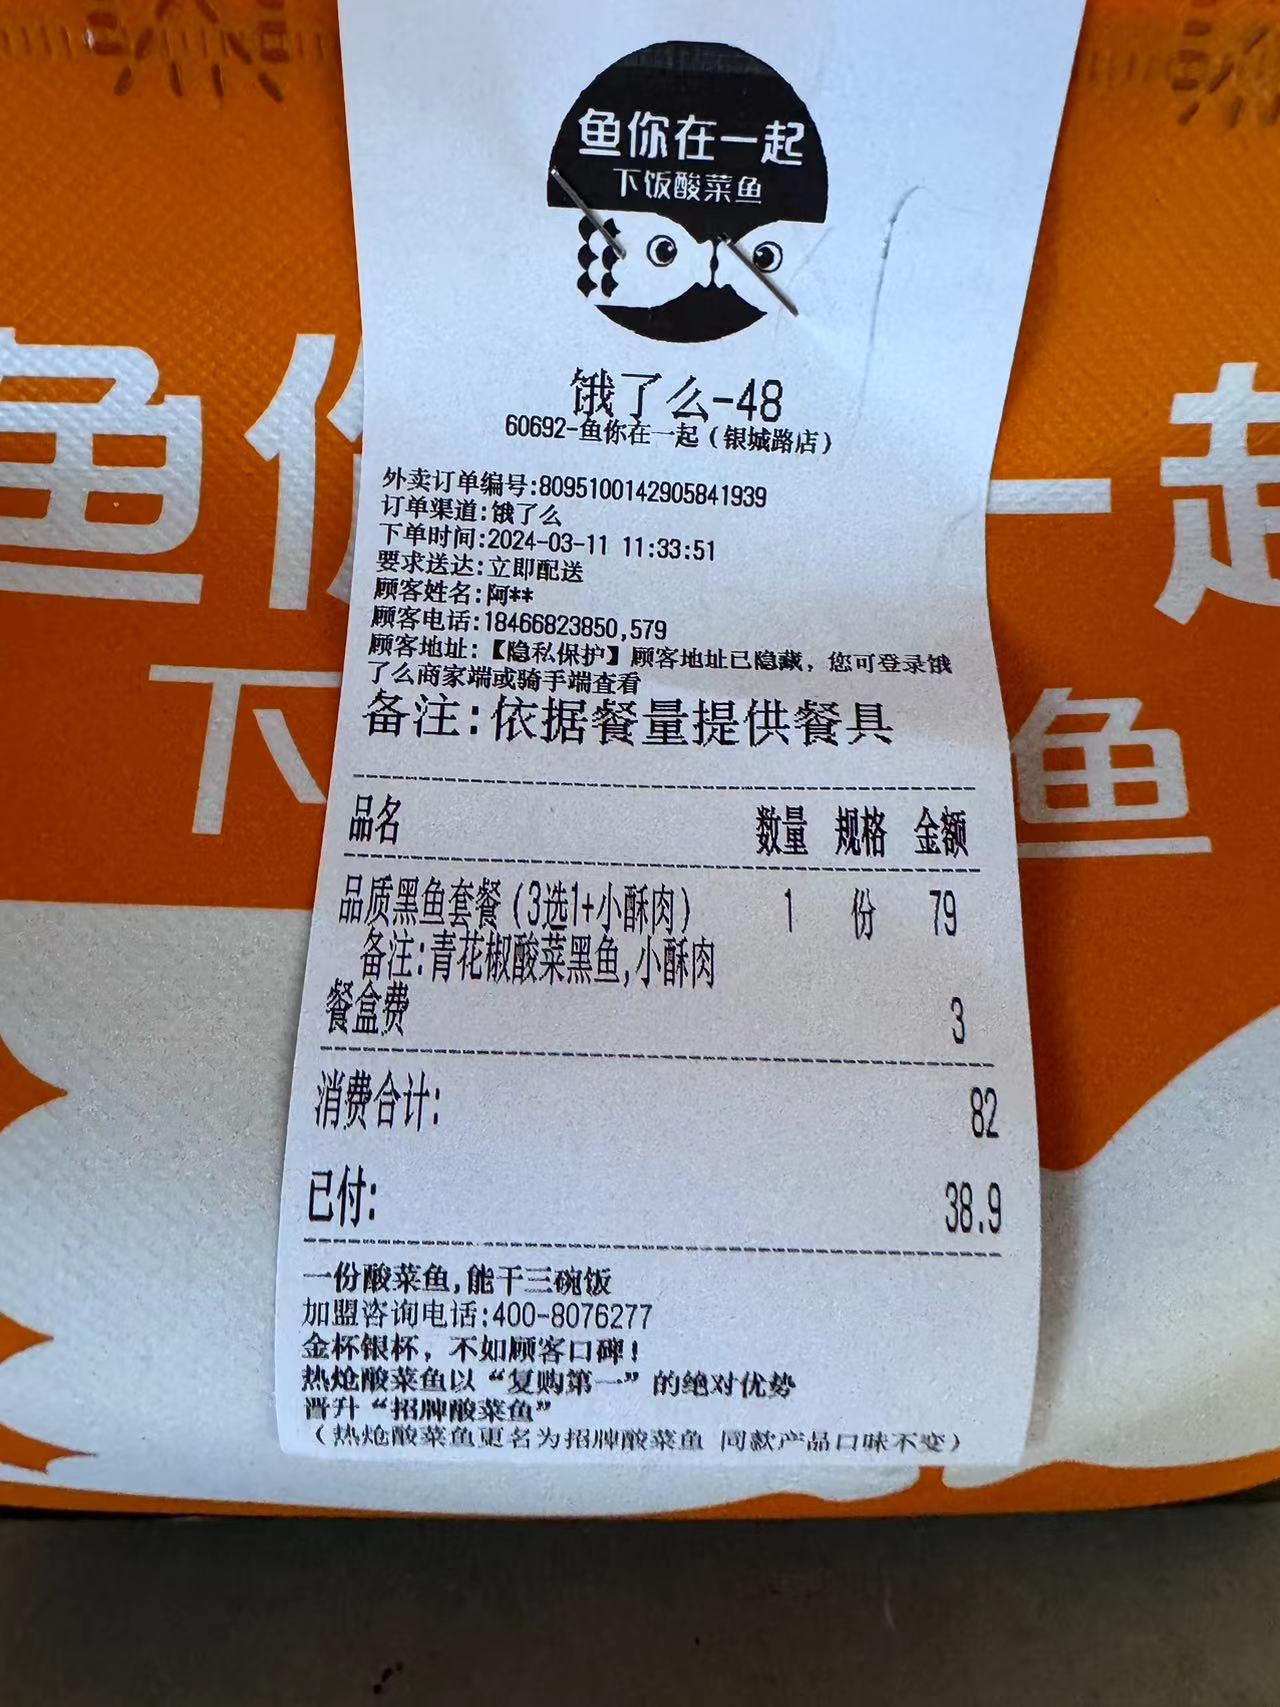 鱼你在一起
下饭酸菜鱼
饿了么-48
60692-鱼你在一起（银城路店）
外卖订单编号:8095100142905841939
订单渠道:饿了么
下单时间:2024-03-11 11:33:51
要求送达:立即配送
顾客姓名:阿**
顾客电话:18466823850,579
顾客地址:【隐私保护】顾客地址已隐藏，您可登录饿
了么商家端或骑手端查看
备注:依据餐量提供餐具
品名 数量 规格 金额
品质黑鱼套餐（3选1+小酥肉） 1 份 79
备注:青花椒酸菜黑鱼,小酥肉
餐盒费 3
消费合计: 82
已付: 38.9
一份酸菜鱼,能干三碗饭
加盟咨询电话:400-8076277
金杯银杯，不如顾客口碑！
热炝酸菜鱼以“复购第一”的绝对优势
晋升“招牌酸菜鱼”
（热炝酸菜鱼更名为招牌酸菜鱼 同款产品口味不变）
鱼你 一起
下 鱼